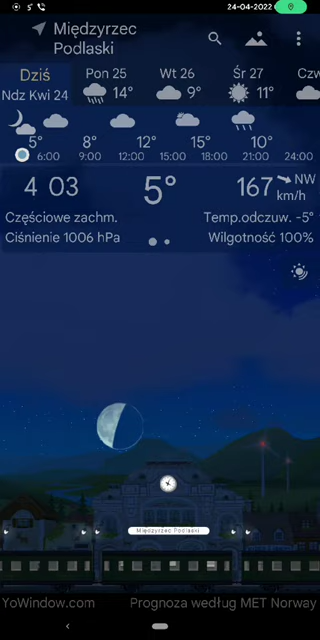 24-04-2022
Międzyrzec
Podlaski
Dziś Pon 25 Wt 26 Śr 27 Czw
Ndz Kwi 24 14° 9° 11°
5° 8° 12° 15° 10°
6:00 9:00 12:00 15:00 18:00 21:00 24:00
4 03 5° 167 NW
km/h
Częściowe zachm. Temp.odczuw. -5°
Ciśnienie 1006 hPa Wilgotność 100%
Międzyrzec Podlaski
YoWindow.com Prognoza według MET Norway